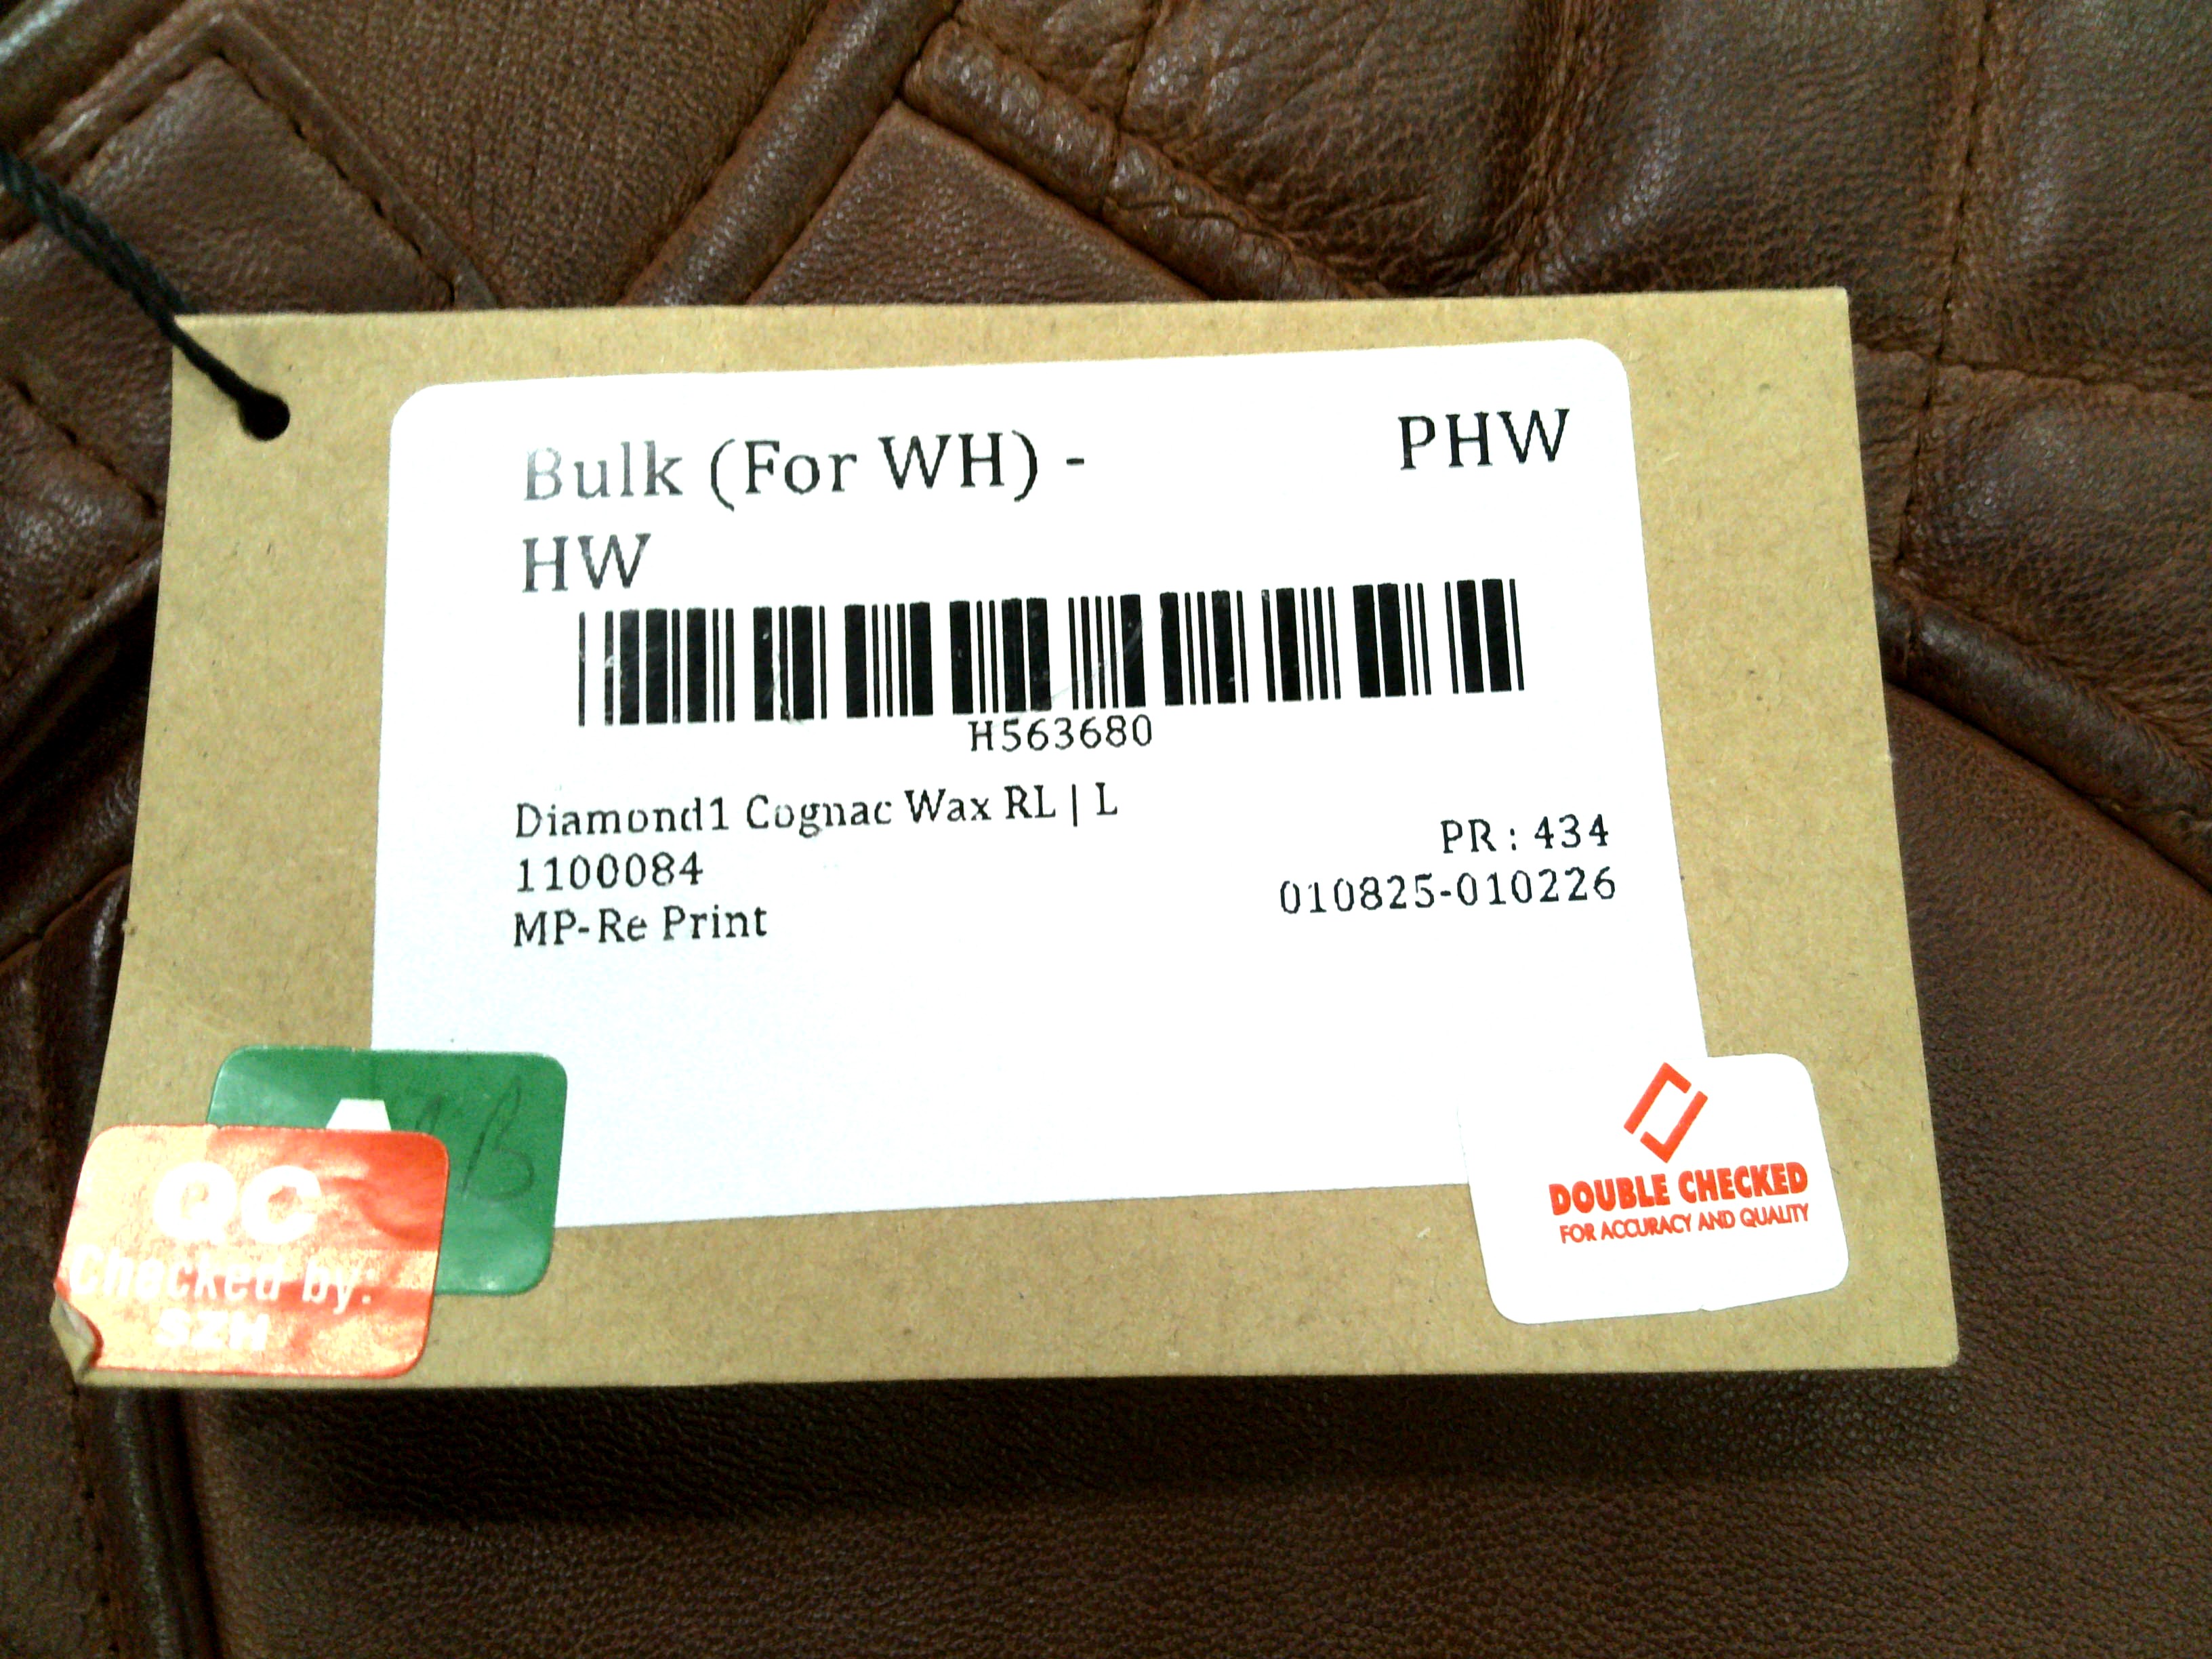 Bulk (For WH) - PHW
HW
H563680
Diamond1 Cognac Wax RL | L
1100084
MP-Re Print
PR : 434
010825-010226
A
B
QC
Checked by:
SZH
DOUBLE CHECKED
FOR ACCURACY AND QUALITY